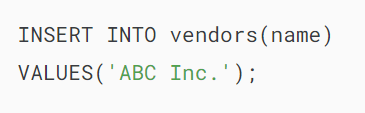 INSERT INTO vendors(name)
VALUES('ABC Inc.');